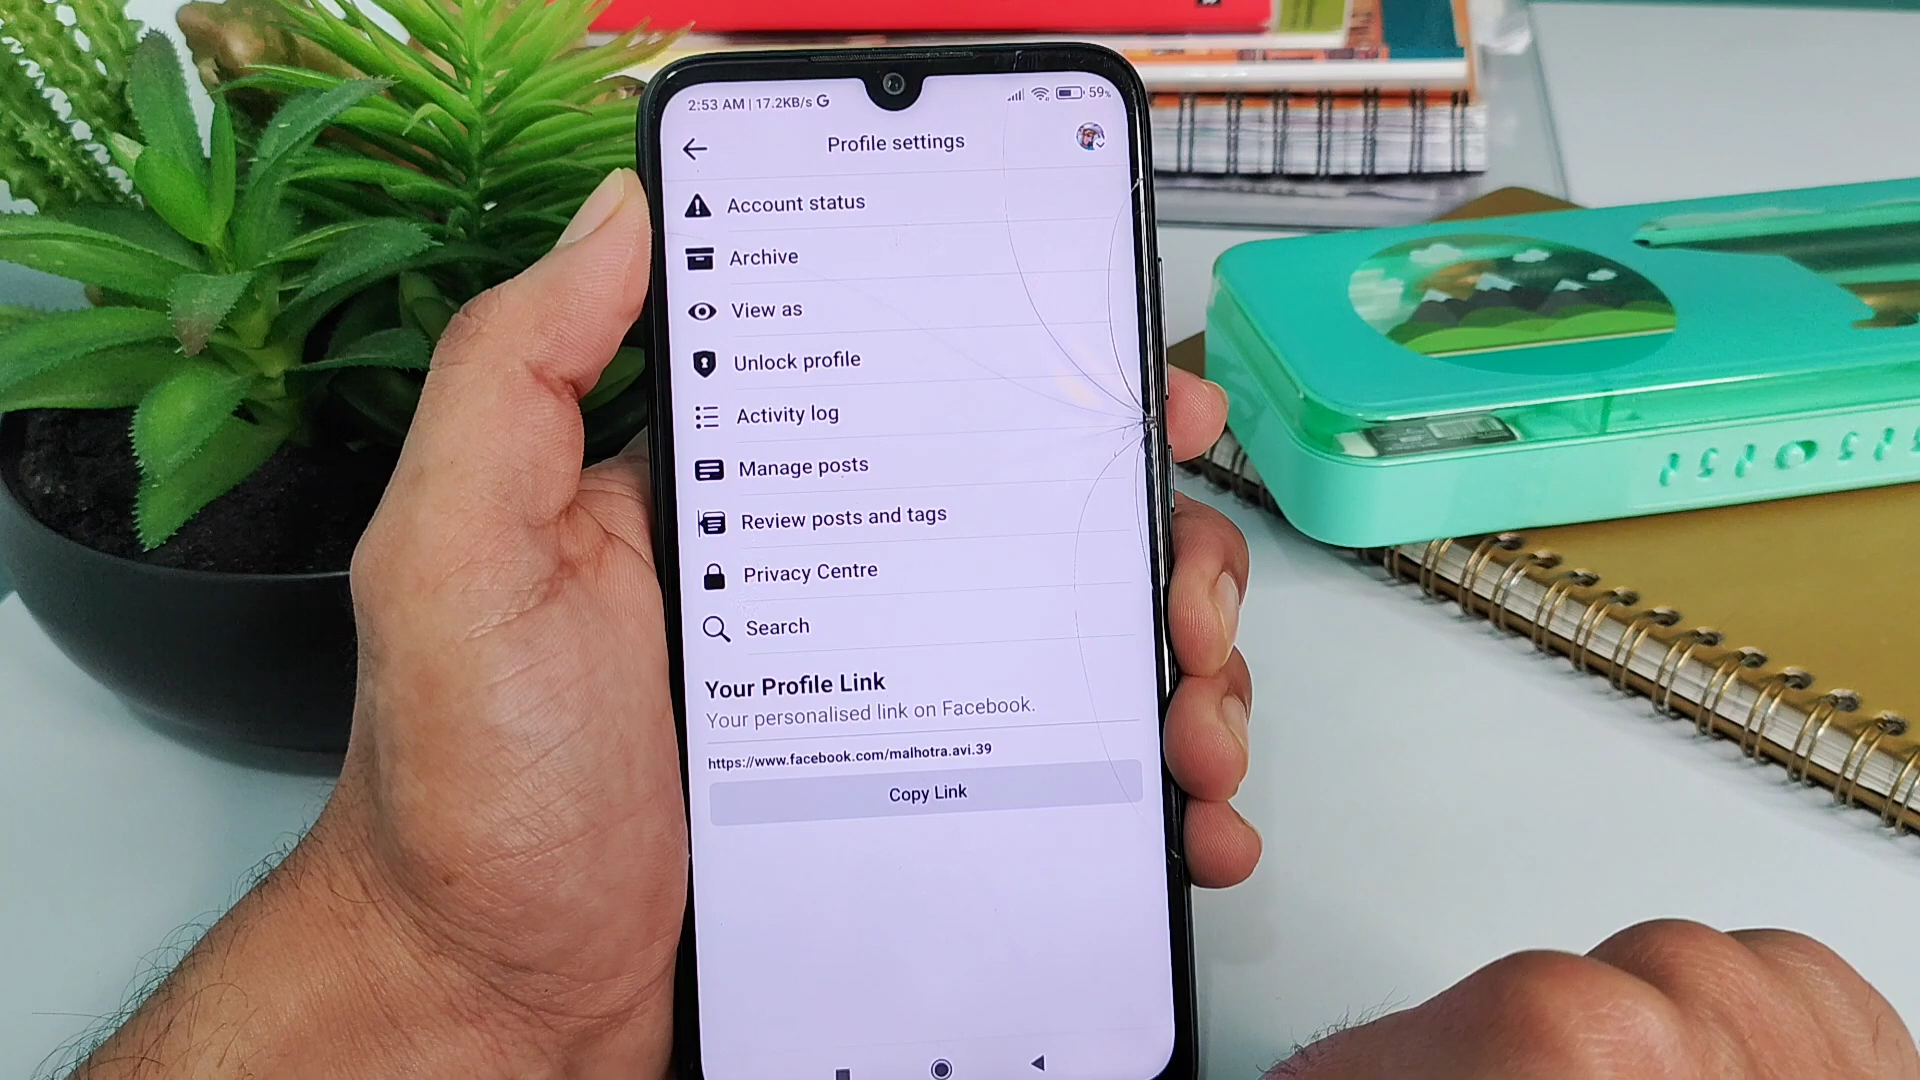 2:53 AM | 17.2KB/s G
59%
Profile settings
Account status
Archive
View as
Unlock profile
Activity log
Manage posts
Review posts and tags
Privacy Centre
Search
Your Profile Link
Your personalised link on Facebook.
https://www.facebook.com/malhotra.avi.39
Copy Link